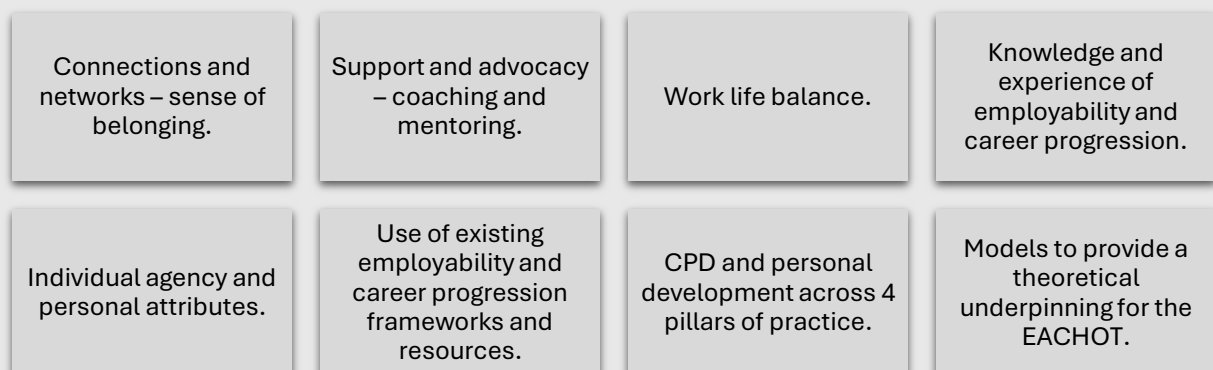 Connections and
networks – sense of
belonging.
Support and advocacy
– coaching and
mentoring.
Work life balance.
Knowledge and
experience of
employability and
career progression.
Individual agency and
personal attributes.
Use of existing
employability and
career progression
frameworks and
resources.
CPD and personal
development across 4
pillars of practice.
Models to provide a
theoretical
underpinning for the
EACHOT.